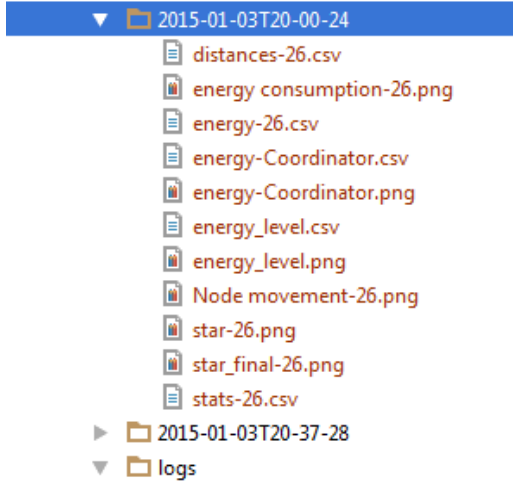 2015-01-03T20-00-24
distances-26.csv
energy consumption-26.png
energy-26.csv
energy-Coordinator.csv
energy-Coordinator.png
energy_level.csv
energy_level.png
Node movement-26.png
star-26.png
star_final-26.png
stats-26.csv
2015-01-03T20-37-28
logs